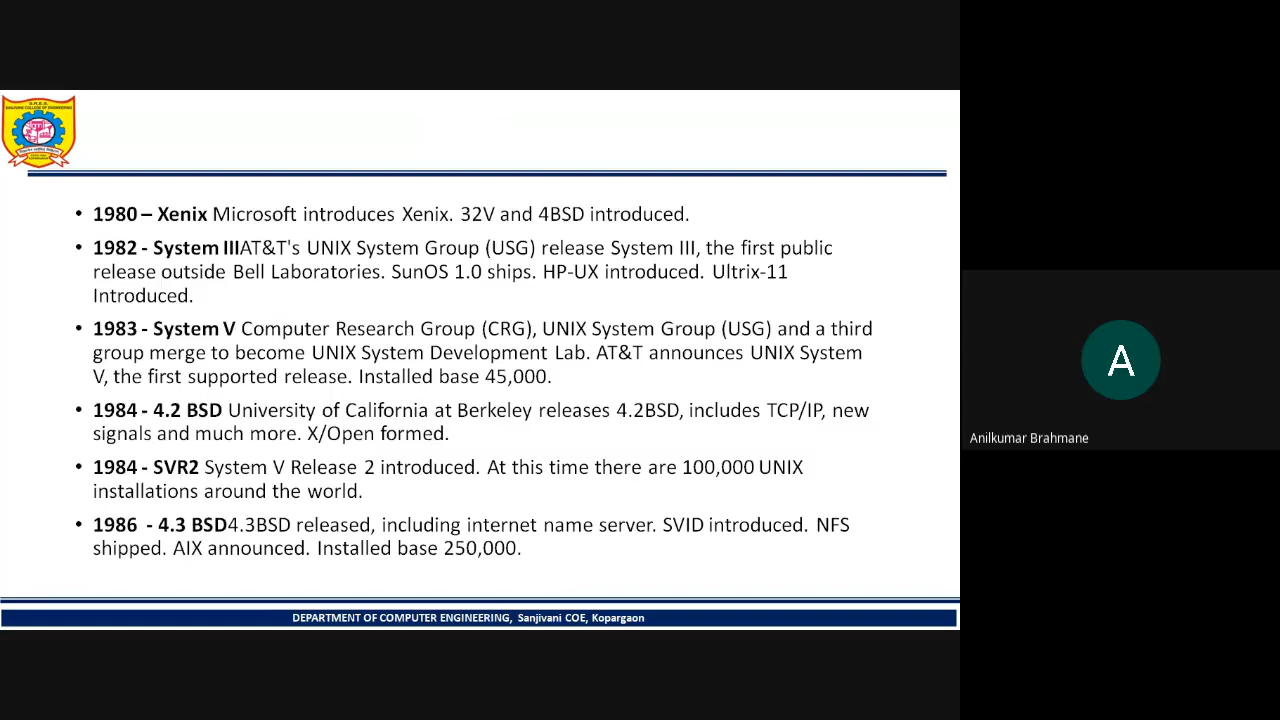 • 1980 – Xenix Microsoft introduces Xenix. 32V and 4BSD introduced.
• 1982 - System IIIAT&T's UNIX System Group (USG) release System III, the first public
release outside Bell Laboratories. SunOS 1.0 ships. HP-UX introduced. Ultrix-11
Introduced.
• 1983 - System V Computer Research Group (CRG), UNIX System Group (USG) and a third
group merge to become UNIX System Development Lab. AT&T announces UNIX System
V, the first supported release. Installed base 45,000.
• 1984 - 4.2 BSD University of California at Berkeley releases 4.2BSD, includes TCP/IP, new
signals and much more. X/Open formed.
• 1984 - SVR2 System V Release 2 introduced. At this time there are 100,000 UNIX
installations around the world.
• 1986 - 4.3 BSD4.3BSD released, including internet name server. SVID introduced. NFS
shipped. AIX announced. Installed base 250,000.
DEPARTMENT OF COMPUTER ENGINEERING, Sanjivani COE, Kopargaon
A
Anilkumar Brahmane